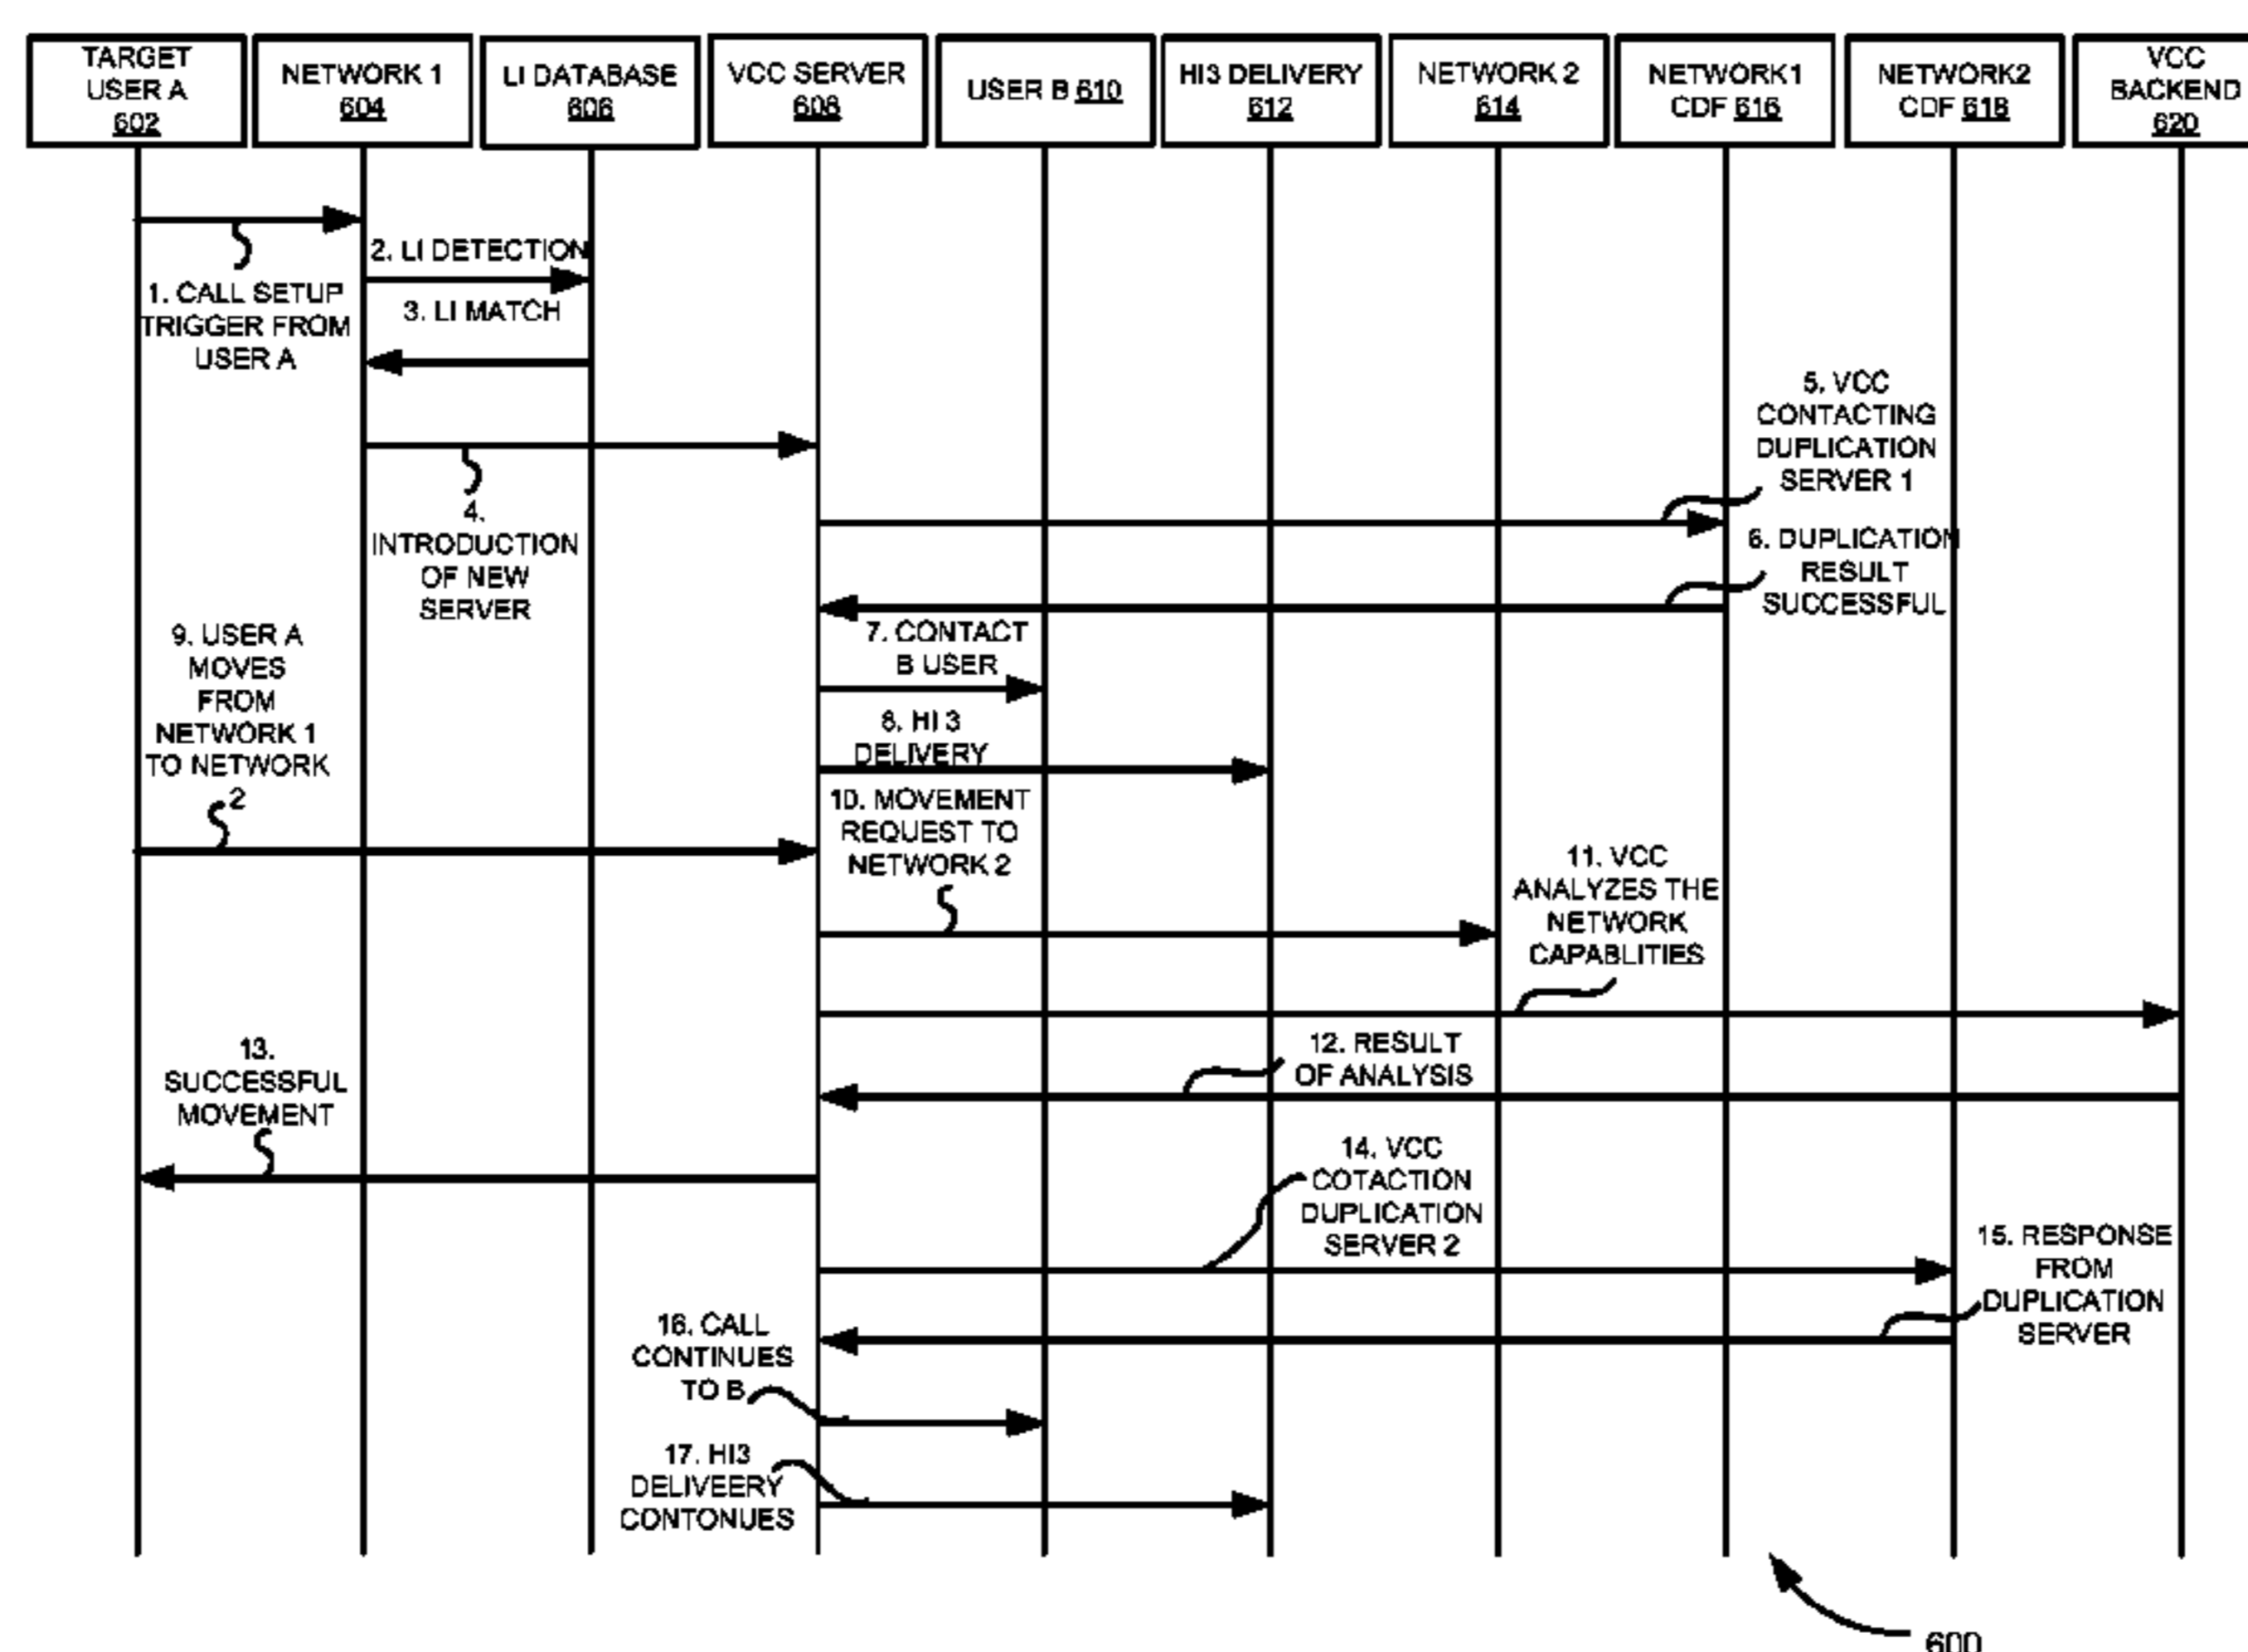 TARGET
USER A
602
NETWORK 1
604
LI DATABASE
606
VCC SERVER
608
USER B 610
HI3 DELIVERY
612
NETWORK 2
614
NETWORK1
CDF 616
NETWORK2
CDF 618
VCC
BACKEND
620
1. CALL SETUP
TRIGGER FROM
USER A
2. LI DETECTION
3. LI MATCH
4.
INTRODUCTION
OF NEW
SERVER
5. VCC
CONTACTING
DUPLICATION
SERVER 1
6. DUPLICATION
RESULT
SUCCESSFUL
7. CONTACT
B USER
8. HI 3
DELIVERY
9. USER A
MOVES
FROM
NETWORK 1
TO NETWORK
2
10. MOVEMENT
REQUEST TO
NETWORK 2
11. VCC
ANALYZES THE
NETWORK
CAPABLITIES
12. RESULT
OF ANALYSIS
13.
SUCCESSFUL
MOVEMENT
14. VCC
COTACTION
DUPLICATION
SERVER 2
15. RESPONSE
FROM
DUPLICATION
SERVER
16. CALL
CONTINUES
TO B
17. HI3
DELIVEERY
CONTONUES
600